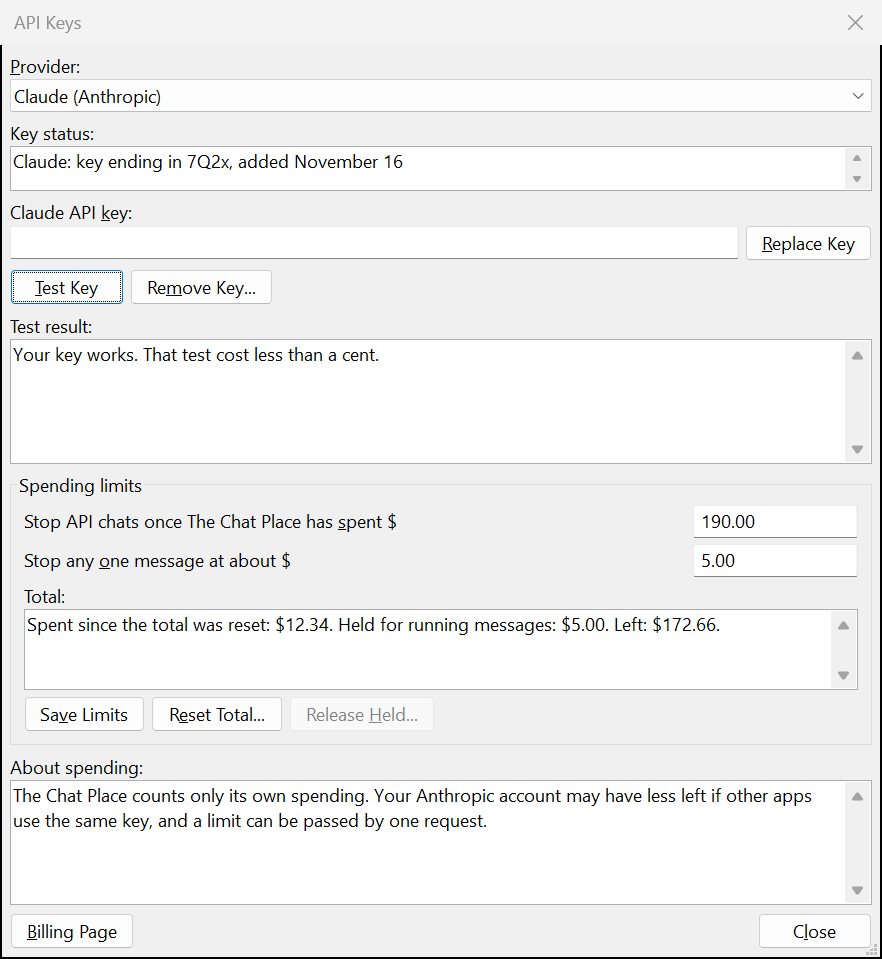 API Keys
Provider:
Claude (Anthropic)
Key status:
Claude: key ending in 7Q2x, added November 16
Claude API key:
Replace Key
Test Key
Remove Key...
Test result:
Your key works. That test cost less than a cent.
Spending limits
Stop API chats once The Chat Place has spent $
190.00
Stop any one message at about $
5.00
Total:
Spent since the total was reset: $12.34. Held for running messages: $5.00. Left: $172.66.
Save Limits
Reset Total...
Release Held...
About spending:
The Chat Place counts only its own spending. Your Anthropic account may have less left if other apps
use the same key, and a limit can be passed by one request.
Billing Page
Close